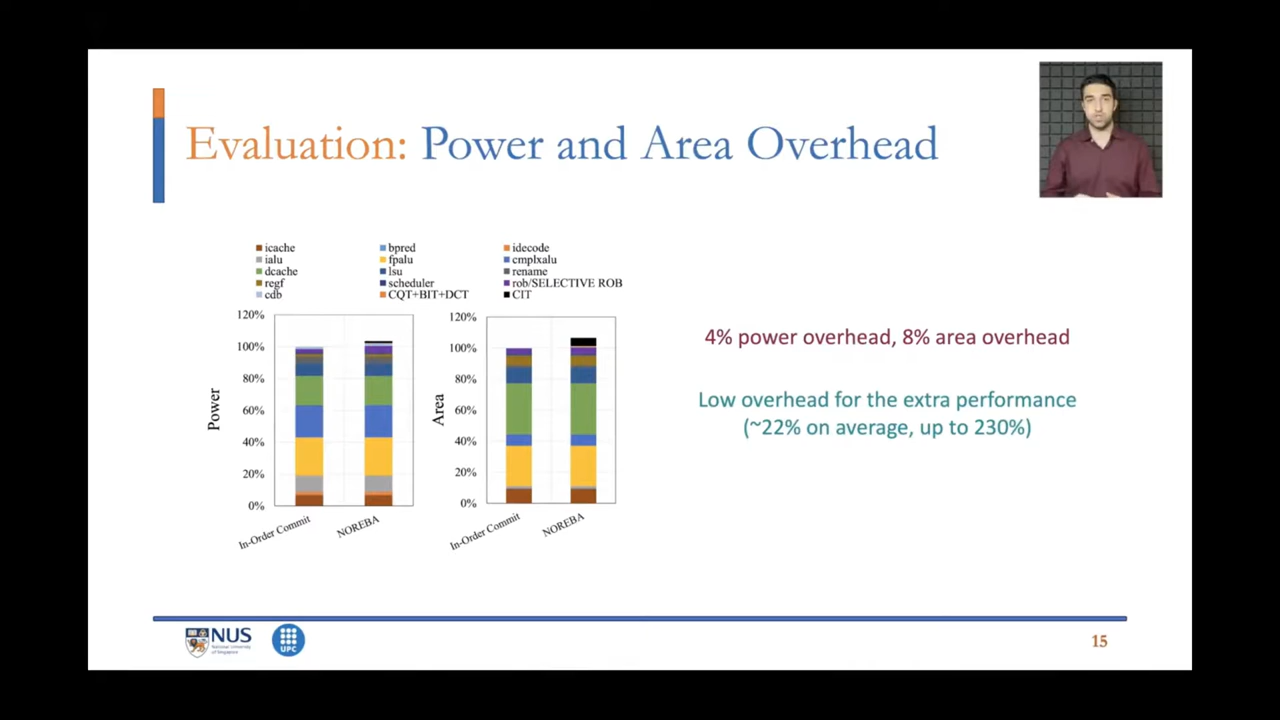 Evaluation: Power and Area Overhead
icache bpred idecode
ialu fpalu cmplxalu
dcache lsu rename
regf scheduler rob/SELECTIVE ROB
cdb CQT+BIT+DCT CIT
120%
100%
80%
60%
40%
20%
0%
Power
In-Order Commit
NOREBA
120%
100%
80%
60%
40%
20%
0%
Area
In-Order Commit
NOREBA
4% power overhead, 8% area overhead
Low overhead for the extra performance
(~22% on average, up to 230%)
NUS
National University
of Singapore
UPC
15